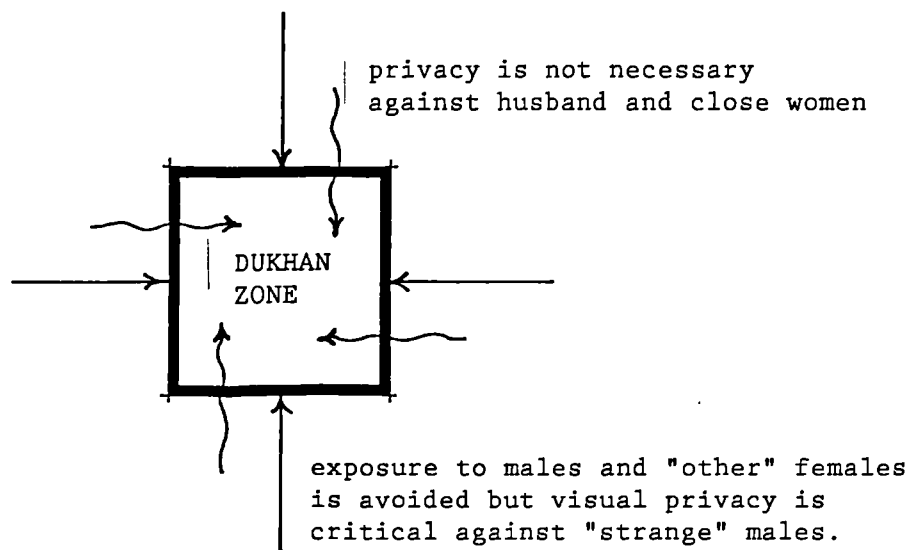 privacy is not necessary
against husband and close women
DUKHAN
ZONE
exposure to males and "other" females
is avoided but visual privacy is
critical against "strange" males.